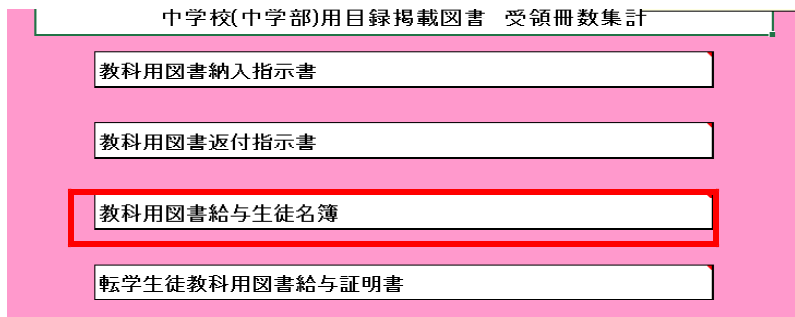 中学校(中学部)用目録掲載図書　受領冊数集計
教科用図書納入指示書
教科用図書返付指示書
教科用図書給与生徒名簿
転学生徒教科用図書給与証明書